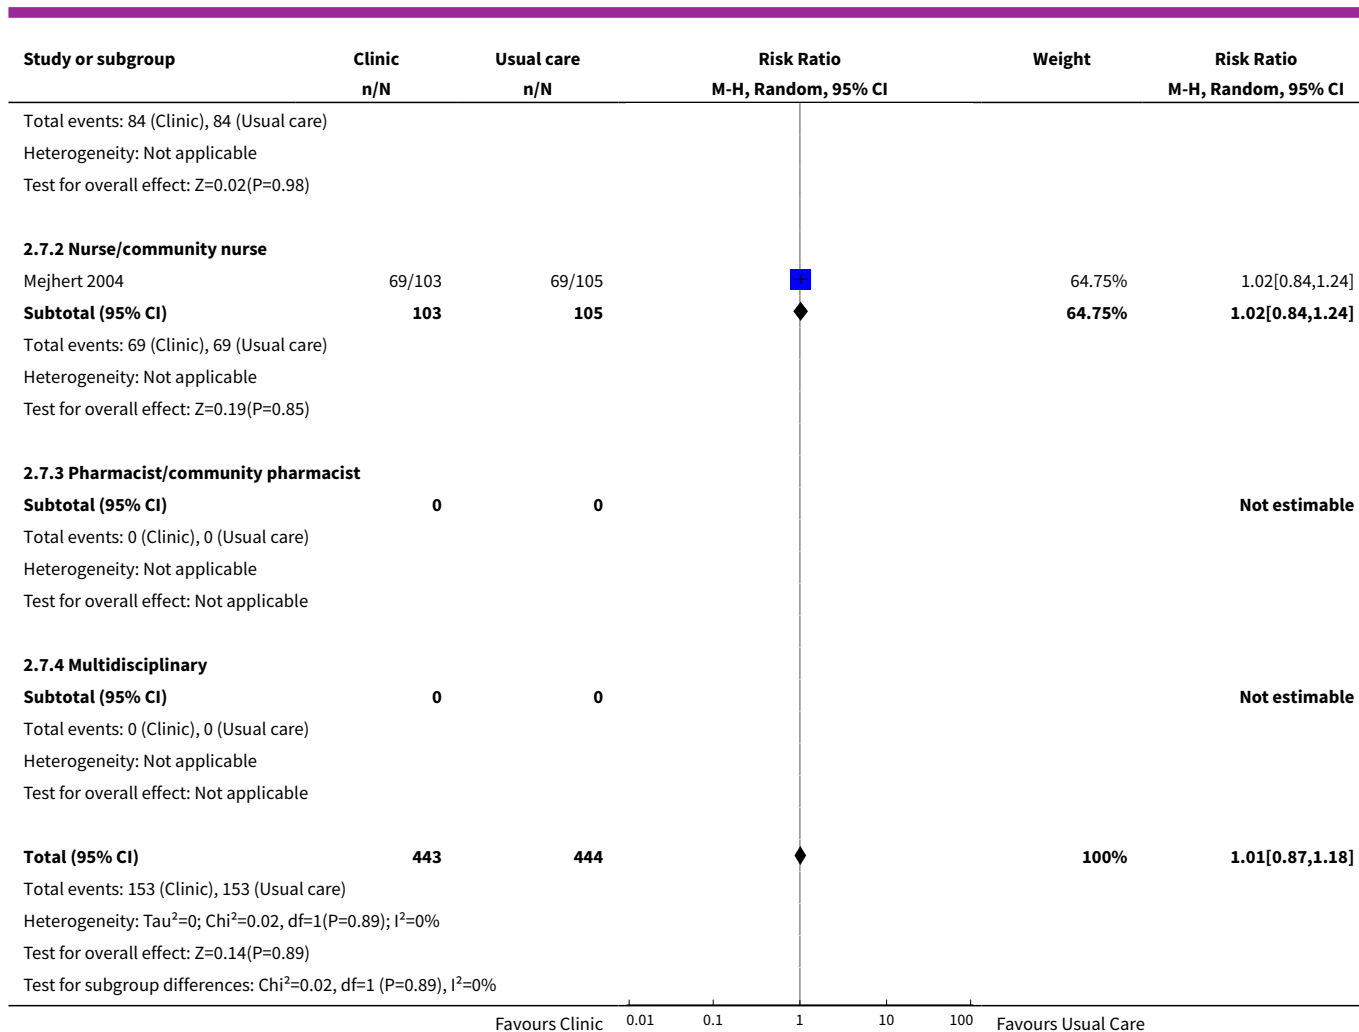 Study or subgroup Clinic Usual care Risk Ratio Weight Risk Ratio
n/N n/N M-H, Random, 95% CI M-H, Random, 95% CI
Total events: 84 (Clinic), 84 (Usual care)
Heterogeneity: Not applicable
Test for overall effect: Z=0.02(P=0.98)
2.7.2 Nurse/community nurse
Mejhert 2004 69/103 69/105 64.75% 1.02[0.84,1.24]
Subtotal (95% CI) 103 105 64.75% 1.02[0.84,1.24]
Total events: 69 (Clinic), 69 (Usual care)
Heterogeneity: Not applicable
Test for overall effect: Z=0.19(P=0.85)
2.7.3 Pharmacist/community pharmacist
Subtotal (95% CI) 0 0 Not estimable
Total events: 0 (Clinic), 0 (Usual care)
Heterogeneity: Not applicable
Test for overall effect: Not applicable
2.7.4 Multidisciplinary
Subtotal (95% CI) 0 0 Not estimable
Total events: 0 (Clinic), 0 (Usual care)
Heterogeneity: Not applicable
Test for overall effect: Not applicable
Total (95% CI) 443 444 100% 1.01[0.87,1.18]
Total events: 153 (Clinic), 153 (Usual care)
Heterogeneity: Tau²=0; Chi²=0.02, df=1(P=0.89); I²=0%
Test for overall effect: Z=0.14(P=0.89)
Test for subgroup differences: Chi²=0.02, df=1 (P=0.89), I²=0%
Favours Clinic 0.01 0.1 1 10 100 Favours Usual Care